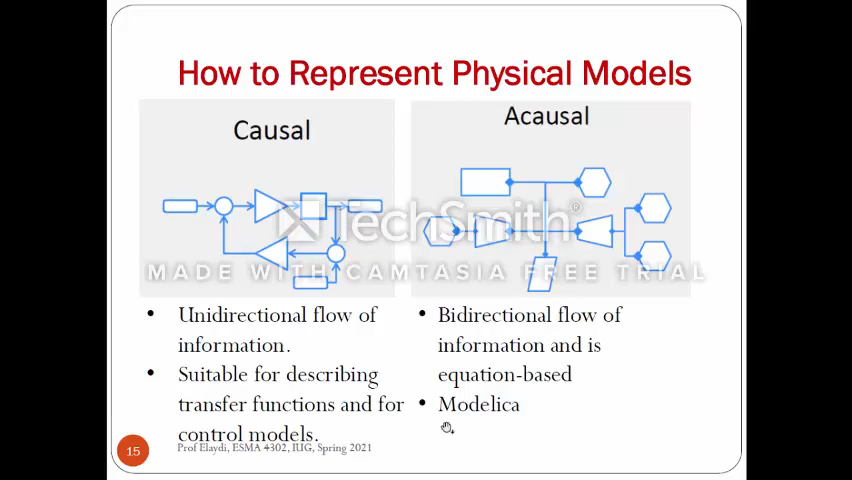 How to Represent Physical Models
Causal
Acausal
TechSmith®
MADE WITH CAMTASIA FREE TRIAL
• Unidirectional flow of
information.
• Suitable for describing
transfer functions and for
control models.
• Bidirectional flow of
information and is
equation-based
• Modelica
15
Prof Elaydi, ESMA 4302, IUG, Spring 2021